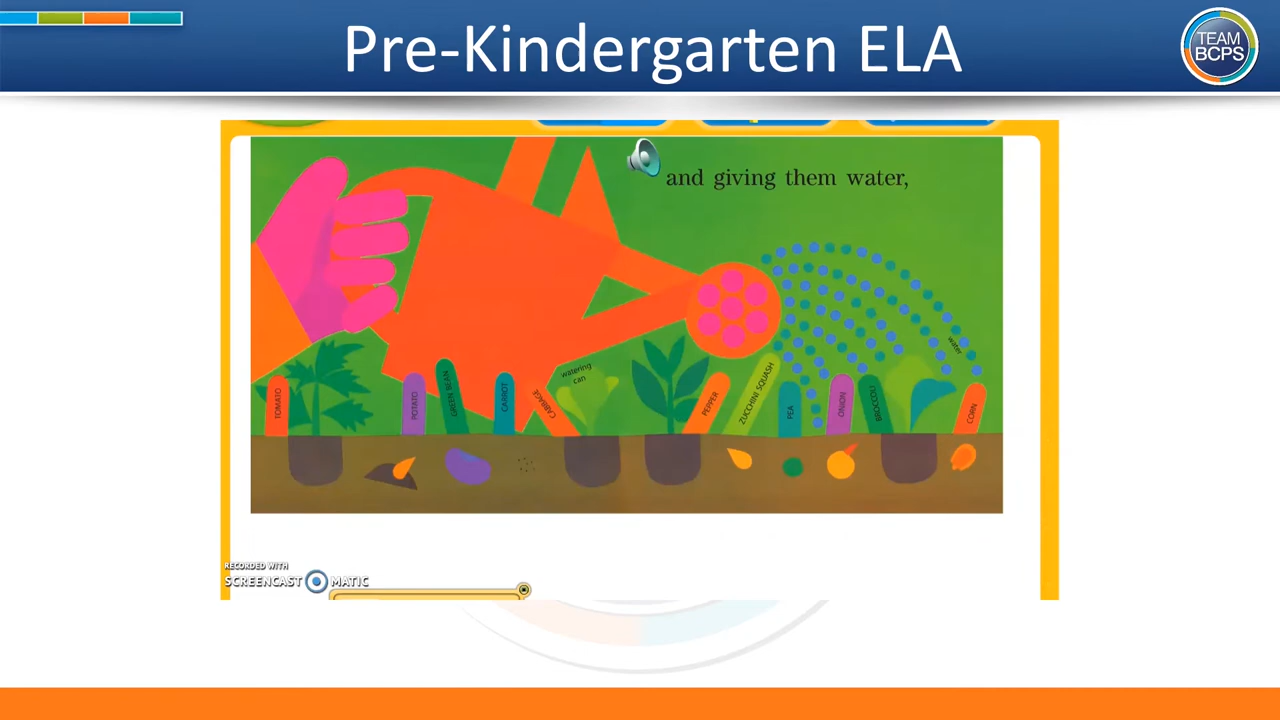 Pre-Kindergarten ELA
TEAM
BCPS
and giving them water,
water
watering
can
TOMATO
POTATO
GREEN BEAN
CARROT
CABBAGE
PEPPER
ZUCCHINI SQUASH
PEA
ONION
BROCCOLI
CORN
RECORDED WITH
SCREENCAST MATIC